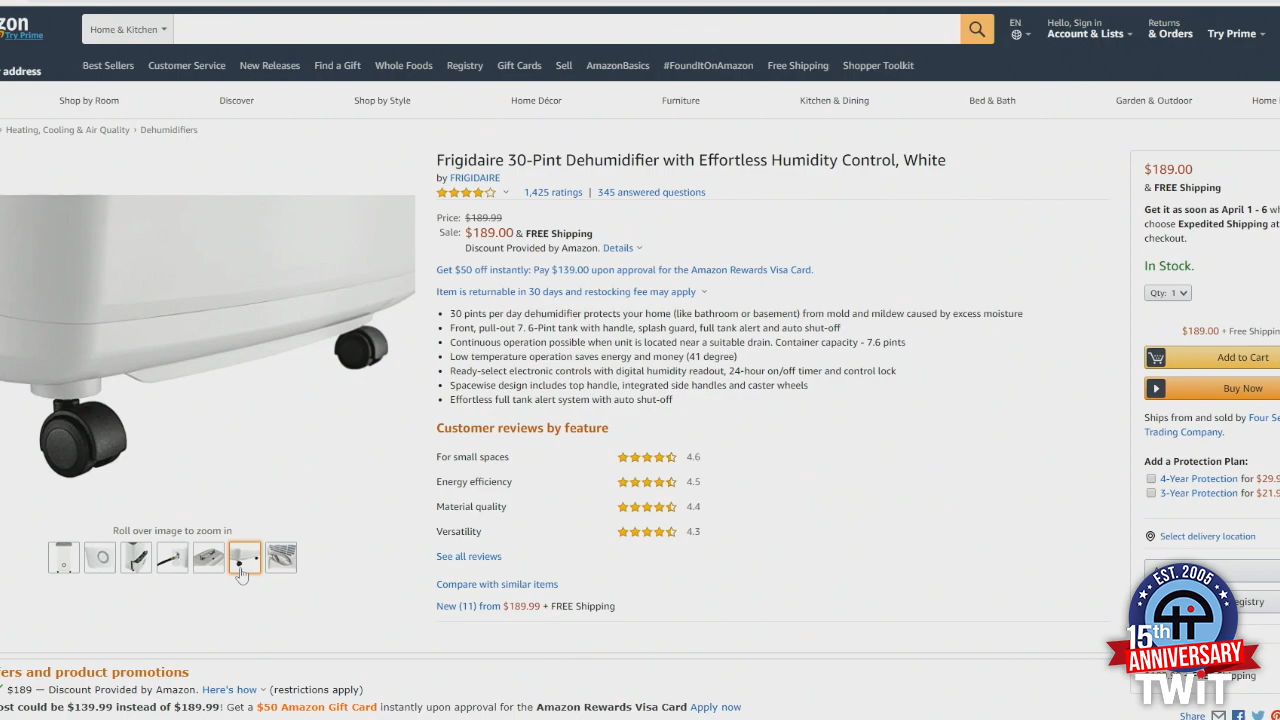 zon
Try Prime
Home & Kitchen
EN
Hello, Sign in
Account & Lists
Returns
& Orders
Try Prime
address
Best Sellers Customer Service New Releases Find a Gift Whole Foods Registry Gift Cards Sell AmazonBasics #FoundItOnAmazon Free Shipping Shopper Toolkit
Shop by Room Discover Shop by Style Home Décor Furniture Kitchen & Dining Bed & Bath Garden & Outdoor Home
› Heating, Cooling & Air Quality › Dehumidifiers
Frigidaire 30-Pint Dehumidifier with Effortless Humidity Control, White
by FRIGIDAIRE
1,425 ratings | 345 answered questions
Price: $189.99
Sale: $189.00 & FREE Shipping
Discount Provided by Amazon. Details
Get $50 off instantly: Pay $139.00 upon approval for the Amazon Rewards Visa Card.
Item is returnable in 30 days and restocking fee may apply
• 30 pints per day dehumidifier protects your home (like bathroom or basement) from mold and mildew caused by excess moisture
• Front, pull-out 7. 6-Pint tank with handle, splash guard, full tank alert and auto shut-off
• Continuous operation possible when unit is located near a suitable drain. Container capacity - 7.6 pints
• Low temperature operation saves energy and money (41 degree)
• Ready-select electronic controls with digital humidity readout, 24-hour on/off timer and control lock
• Spacewise design includes top handle, integrated side handles and caster wheels
• Effortless full tank alert system with auto shut-off
Customer reviews by feature
For small spaces 4.6
Energy efficiency 4.5
Material quality 4.4
Versatility 4.3
See all reviews
Compare with similar items
New (11) from $189.99 + FREE Shipping
Roll over image to zoom in
$189.00
& FREE Shipping
Get it as soon as April 1 - 6 w
choose Expedited Shipping at
checkout.
In Stock.
Qty: 1
$189.00 + Free Shippin
Add to Cart
Buy Now
Ships from and sold by Four Se
Trading Company.
Add a Protection Plan:
4-Year Protection for $29.9
3-Year Protection for $21.9
Select delivery location
egistry
Shipping
Share
fers and product promotions
$189 — Discount Provided by Amazon. Here's how (restrictions apply)
ost could be $139.99 instead of $189.99! Get a $50 Amazon Gift Card instantly upon approval for the Amazon Rewards Visa Card Apply now
EST. 2005
15th
ANNIVERSARY
TWiT